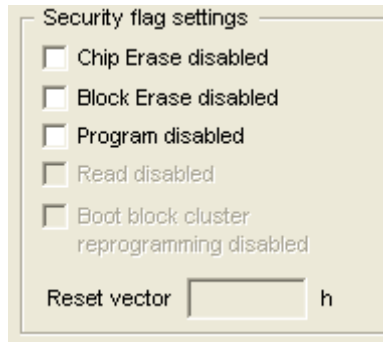 Security flag settings
Chip Erase disabled
Block Erase disabled
Program disabled
Read disabled
Boot block cluster
reprogramming disabled
Reset vector h